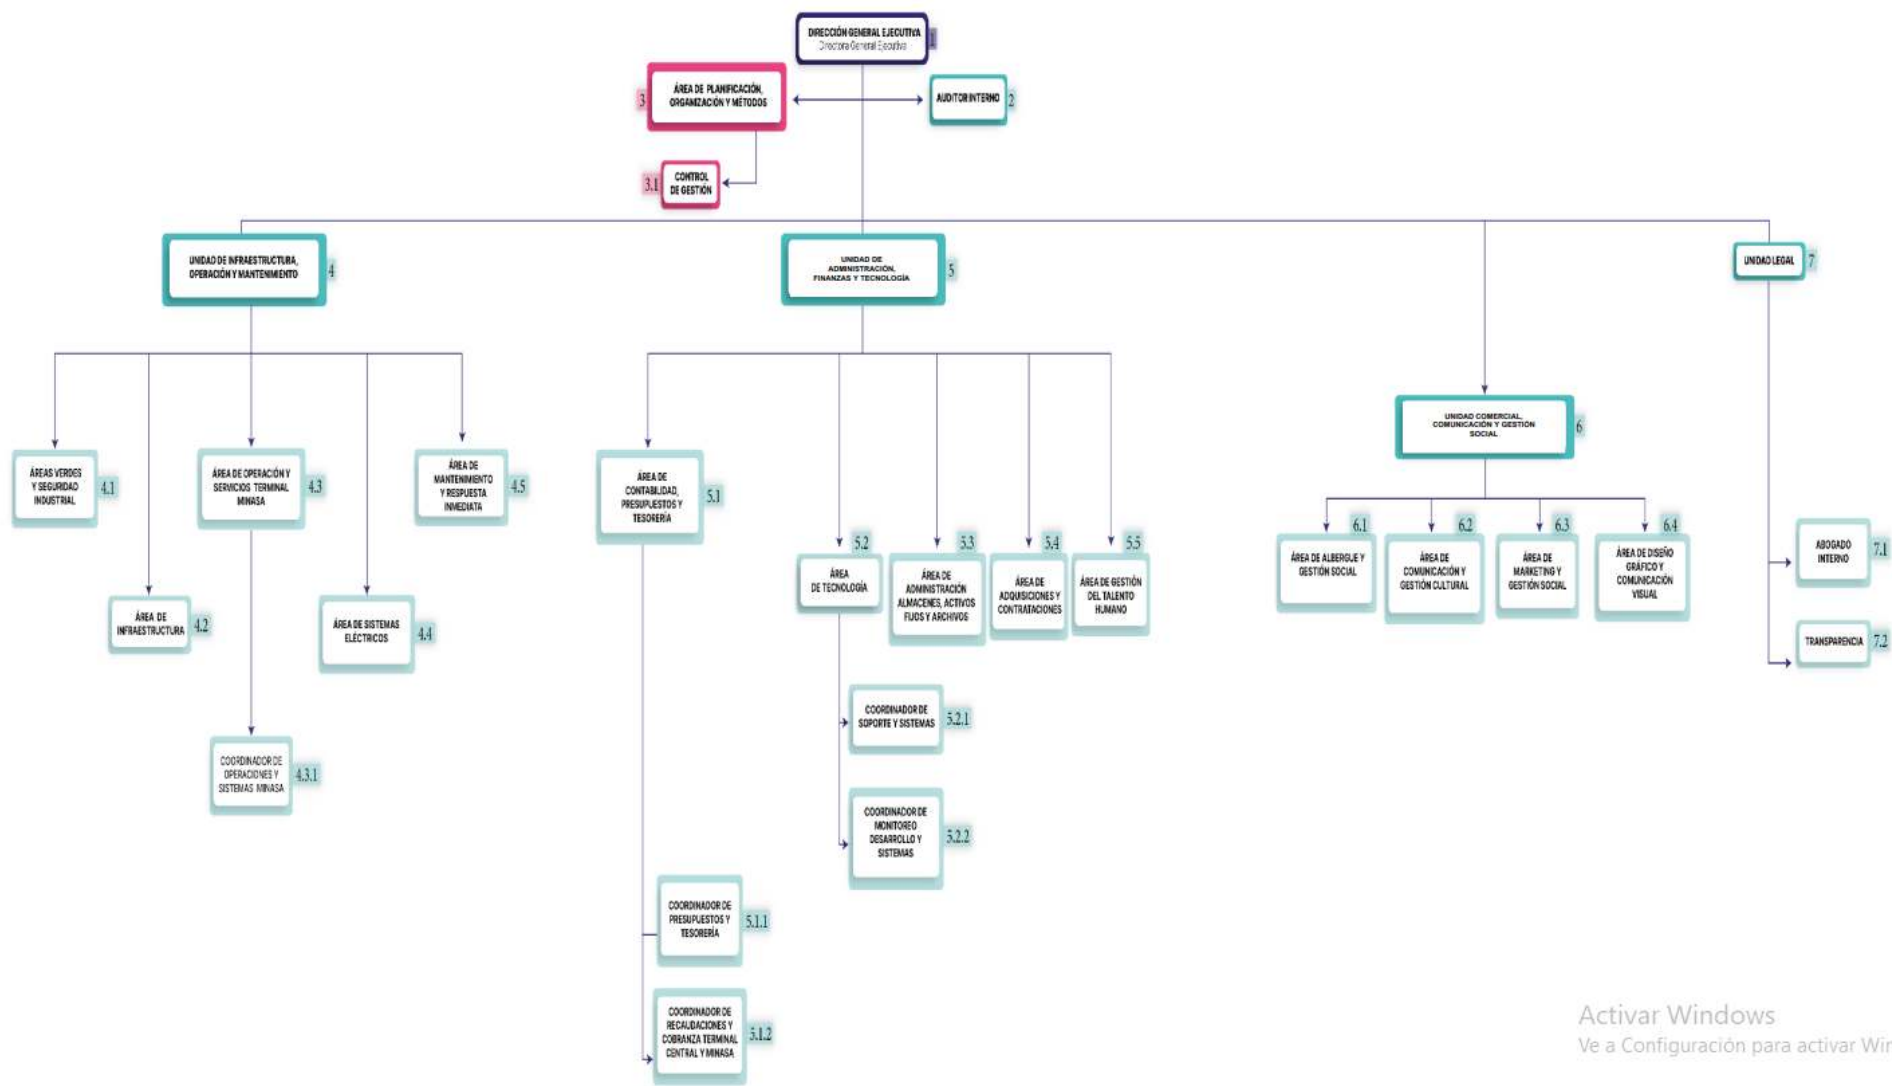 DIRECCIÓN GENERAL EJECUTIVA
Directora General Ejecutiva
1
ÁREA DE PLANIFICACIÓN,
ORGANIZACIÓN Y MÉTODOS
3
AUDITOR INTERNO
2
CONTROL
DE GESTIÓN
3.1
UNIDAD DE INFRAESTRUCTURA,
OPERACIÓN Y MANTENIMIENTO
4
UNIDAD DE
ADMINISTRACIÓN,
FINANZAS Y TECNOLOGÍA
5
UNIDAD LEGAL
7
UNIDAD COMERCIAL,
COMUNICACIÓN Y GESTIÓN
SOCIAL
6
ÁREAS VERDES
Y SEGURIDAD
INDUSTRIAL
4.1
ÁREA DE OPERACIÓN Y
SERVICIOS TERMINAL
MINASA
4.3
ÁREA DE
MANTENIMIENTO
Y RESPUESTA
INMEDIATA
4.5
ÁREA DE
INFRAESTRUCTURA
4.2
ÁREA DE SISTEMAS
ELÉCTRICOS
4.4
COORDINADOR DE
OPERACIONES Y
SISTEMAS MINASA
4.3.1
ÁREA DE
CONTABILIDAD,
PRESUPUESTOS Y
TESORERÍA
5.1
5.2
ÁREA
DE TECNOLOGÍA
5.3
ÁREA DE
ADMINISTRACIÓN
ALMACENES, ACTIVOS
FIJOS Y ARCHIVOS
5.4
ÁREA DE
ADQUISICIONES Y
CONTRATACIONES
5.5
ÁREA DE GESTIÓN
DEL TALENTO
HUMANO
COORDINADOR DE
SOPORTE Y SISTEMAS
5.2.1
COORDINADOR DE
MONITOREO
DESARROLLO Y
SISTEMAS
5.2.2
COORDINADOR DE
PRESUPUESTOS Y
TESORERÍA
5.1.1
COORDINADOR DE
RECAUDACIONES Y
COBRANZA TERMINAL
CENTRAL Y MINASA
5.1.2
6.1
ÁREA DE ALBERGUE Y
GESTIÓN SOCIAL
6.2
ÁREA DE
COMUNICACIÓN Y
GESTIÓN CULTURAL
6.3
ÁREA DE
MARKETING Y
GESTIÓN SOCIAL
6.4
ÁREA DE DISEÑO
GRÁFICO Y
COMUNICACIÓN
VISUAL
ABOGADO
INTERNO
7.1
TRANSPARENCIA
7.2
Activar Windows
Ve a Configuración para activar Win